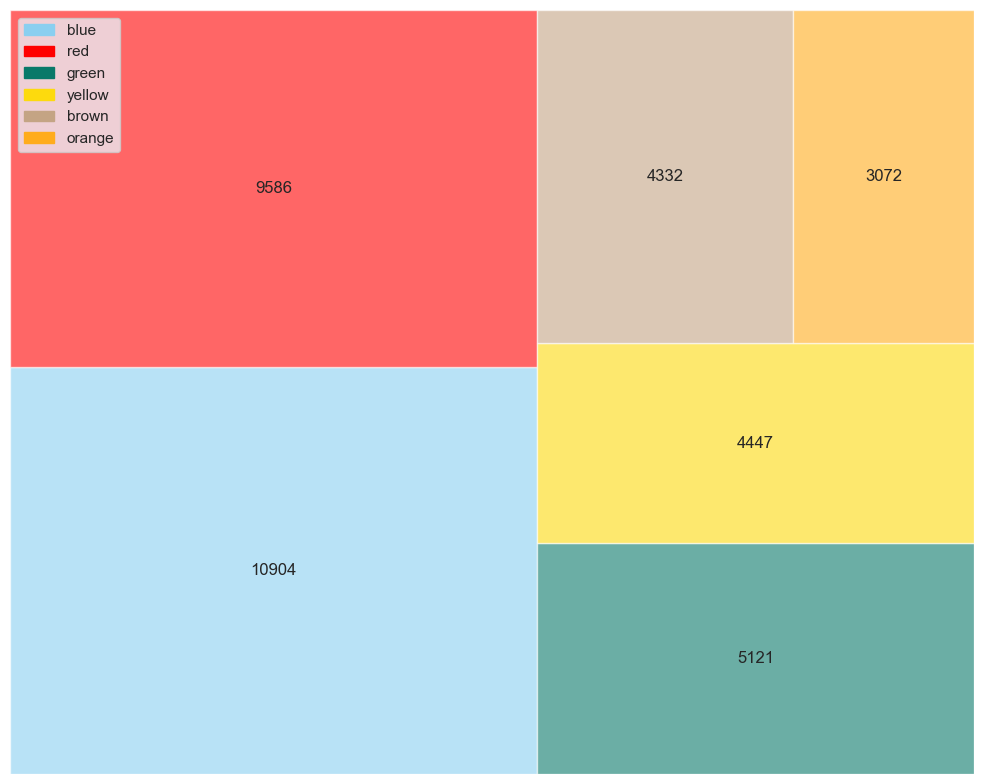 blue
red
green
yellow
brown
orange
9586
4332
3072
4447
10904
5121